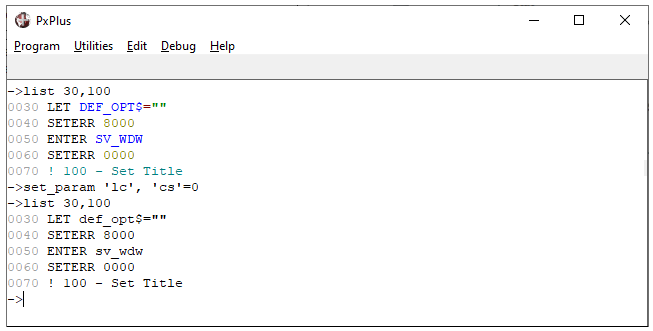 PxPlus
Program Utilities Edit Debug Help
->list 30,100
0030 LET DEF_OPT$=""
0040 SETERR 8000
0050 ENTER SV_WDW
0060 SETERR 0000
0070 ! 100 - Set Title
->set_param 'lc', 'cs'=0
->list 30,100
0030 LET def_opt$=""
0040 SETERR 8000
0050 ENTER sv_wdw
0060 SETERR 0000
0070 ! 100 - Set Title
->